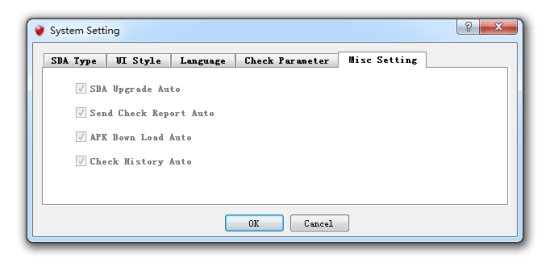 System Setting
SDA Type UI Style Language Check Parameter Misc Setting
SDA Upgrade Auto
Send Check Report Auto
APK Down Load Auto
Check History Auto
OK Cancel